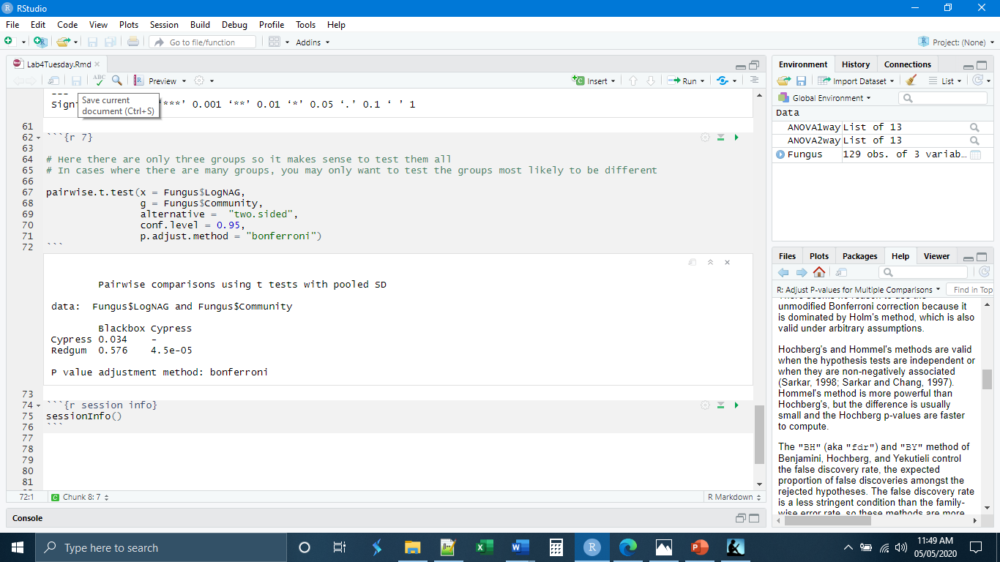 RStudio
File Edit Code View Plots Session Build Debug Profile Tools Help
Go to file/function
Addins
Project: (None)
Lab4Tuesday.Rmd
ABC
Preview
Insert
Run
Save current
document (Ctrl+S)
‘***’ 0.001 ‘**’ 0.01 ‘*’ 0.05 ‘.’ 0.1 ‘ ’ 1
61
62 ```{r 7}
63
64 # Here there are only three groups so it makes sense to test them all
65 # In cases where there are many groups, you may only want to test the groups most likely to be different
66
67 pairwise.t.test(x = Fungus$LogNAG,
68 g = Fungus$Community,
69 alternative = "two.sided",
70 conf.level = 0.95,
71 p.adjust.method = "bonferroni")
72 ```
Pairwise comparisons using t tests with pooled SD
data: Fungus$LogNAG and Fungus$Community
Blackbox Cypress
Cypress 0.034 -
Redgum 0.576 4.5e-05
P value adjustment method: bonferroni
73
74 ```{r session info}
75 sessionInfo()
76 ```
77
78
79
80
81
72:1
Chunk 8: 7
R Markdown
Console
Environment History Connections
Import Dataset
List
Global Environment
Data
ANOVA1way List of 13
ANOVA2way List of 13
Fungus 129 obs. of 3 variab…
Files Plots Packages Help Viewer
R: Adjust P-values for Multiple Comparisons
Find in Top
There seems no reason to use the
unmodified Bonferroni correction because it
is dominated by Holm's method, which is also
valid under arbitrary assumptions.
Hochberg's and Hommel's methods are valid
when the hypothesis tests are independent or
when they are non-negatively associated
(Sarkar, 1998; Sarkar and Chang, 1997).
Hommel's method is more powerful than
Hochberg's, but the difference is usually
small and the Hochberg p-values are faster
to compute.
The "BH" (aka "fdr") and "BY" method of
Benjamini, Hochberg, and Yekutieli control
the false discovery rate, the expected
proportion of false discoveries amongst the
rejected hypotheses. The false discovery rate
is a less stringent condition than the family-
wise error rate, so these methods are more
Type here to search
11:49 AM
05/05/2020